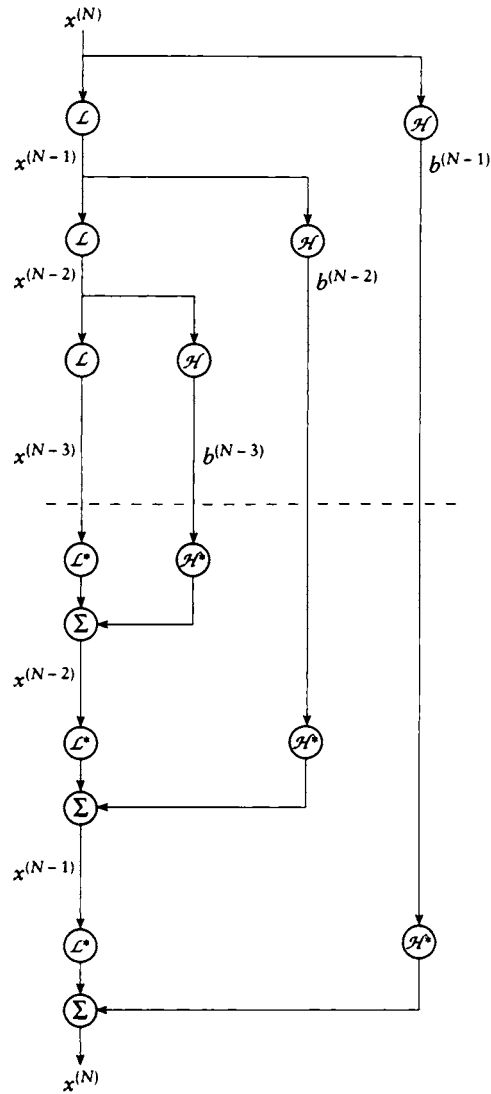 x^(N)
ℒ ℋ
x^(N-1) b^(N-1)
ℒ ℋ
x^(N-2) b^(N-2)
ℒ ℋ
x^(N-3) b^(N-3)
ℒ* ℋ*
Σ
x^(N-2)
ℒ* ℋ*
Σ
x^(N-1)
ℒ* ℋ*
Σ
x^(N)